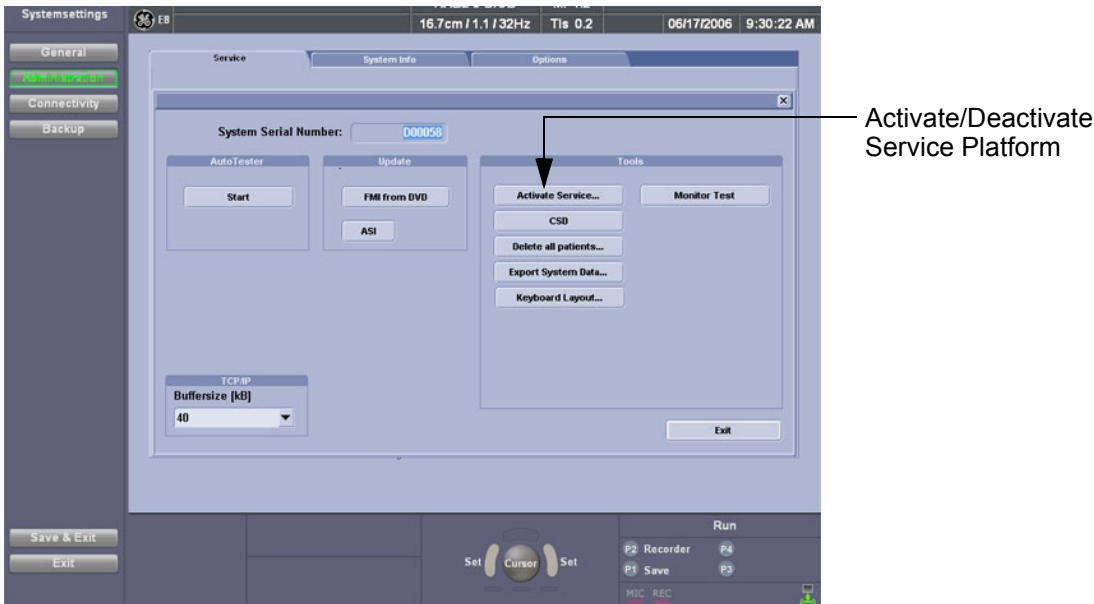 Systemsettings
E8
16.7cm / 1.1 / 32Hz
TIs 0.2
06/17/2006
9:30:22 AM
General
Administration
Connectivity
Backup
Service
System Info
Options
System Serial Number:
D00058
AutoTester
Start
Update
FMI from DVD
ASI
Tools
Activate Service...
CSD
Delete all patients...
Export System Data...
Keyboard Layout...
Monitor Test
TCP/IP
Buffersize [kB]
40
Exit
Activate/Deactivate
Service Platform
Save & Exit
Exit
Set
Cursor
Set
Run
P2 Recorder P4
P1 Save P3
MIC REC